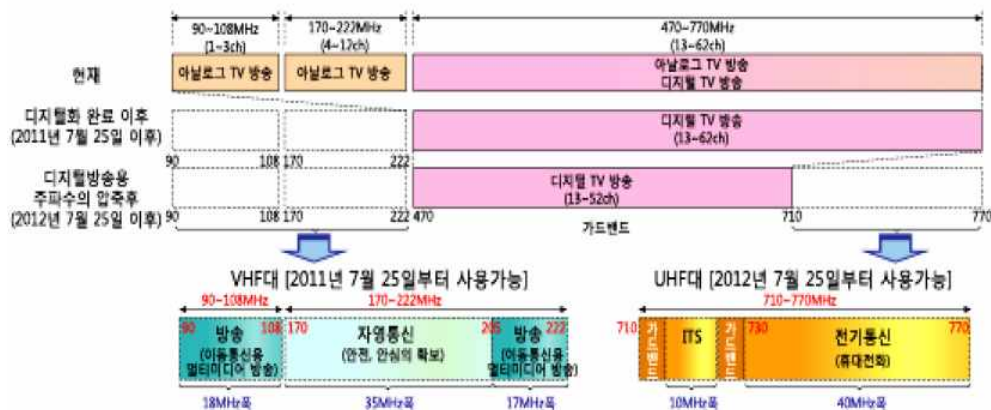 90~108MHz
(1~3ch)
170~222MHz
(4~12ch)
470~770MHz
(13~62ch)
현재
아날로그 TV 방송
아날로그 TV 방송
아날로그 TV 방송
디지털 TV 방송
디지털화 완료 이후
(2011년 7월 25일 이후)
디지털 TV 방송
(13~62ch)
90
108
170
222
디지털방송용
주파수의 압축후
(2012년 7월 25일 이후)
디지털 TV 방송
(13~52ch)
90
108
170
222
470
가드밴드
710
770
VHF대 [2011년 7월 25일부터 사용가능]
90~108MHz
170~222MHz
90
방송
108
(이동통신용
멀티미디어 방송)
170
자영통신
205
(안전, 안심의 확보)
방송
222
(이동통신용
멀티미디어 방송)
18MHz폭
35MHz폭
17MHz폭
UHF대 [2012년 7월 25일부터 사용가능]
710~770MHz
710
가드밴드
ITS
가드밴드
730
전기통신
770
(휴대전화)
10MHz폭
40MHz폭